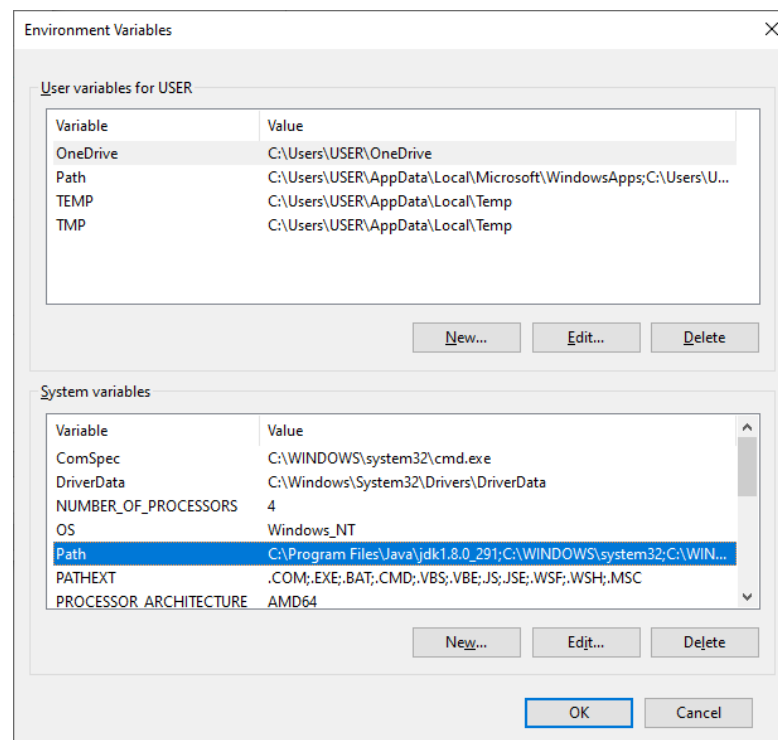 Environment Variables
User variables for USER
Variable Value
OneDrive C:\Users\USER\OneDrive
Path C:\Users\USER\AppData\Local\Microsoft\WindowsApps;C:\Users\U...
TEMP C:\Users\USER\AppData\Local\Temp
TMP C:\Users\USER\AppData\Local\Temp
New... Edit... Delete
System variables
Variable Value
ComSpec C:\WINDOWS\system32\cmd.exe
DriverData C:\Windows\System32\Drivers\DriverData
NUMBER_OF_PROCESSORS 4
OS Windows_NT
Path C:\Program Files\Java\jdk1.8.0_291;C:\WINDOWS\system32;C:\WIN...
PATHEXT .COM;.EXE;.BAT;.CMD;.VBS;.VBE;.JS;.JSE;.WSF;.WSH;.MSC
PROCESSOR_ARCHITECTURE AMD64
New... Edit... Delete
OK Cancel